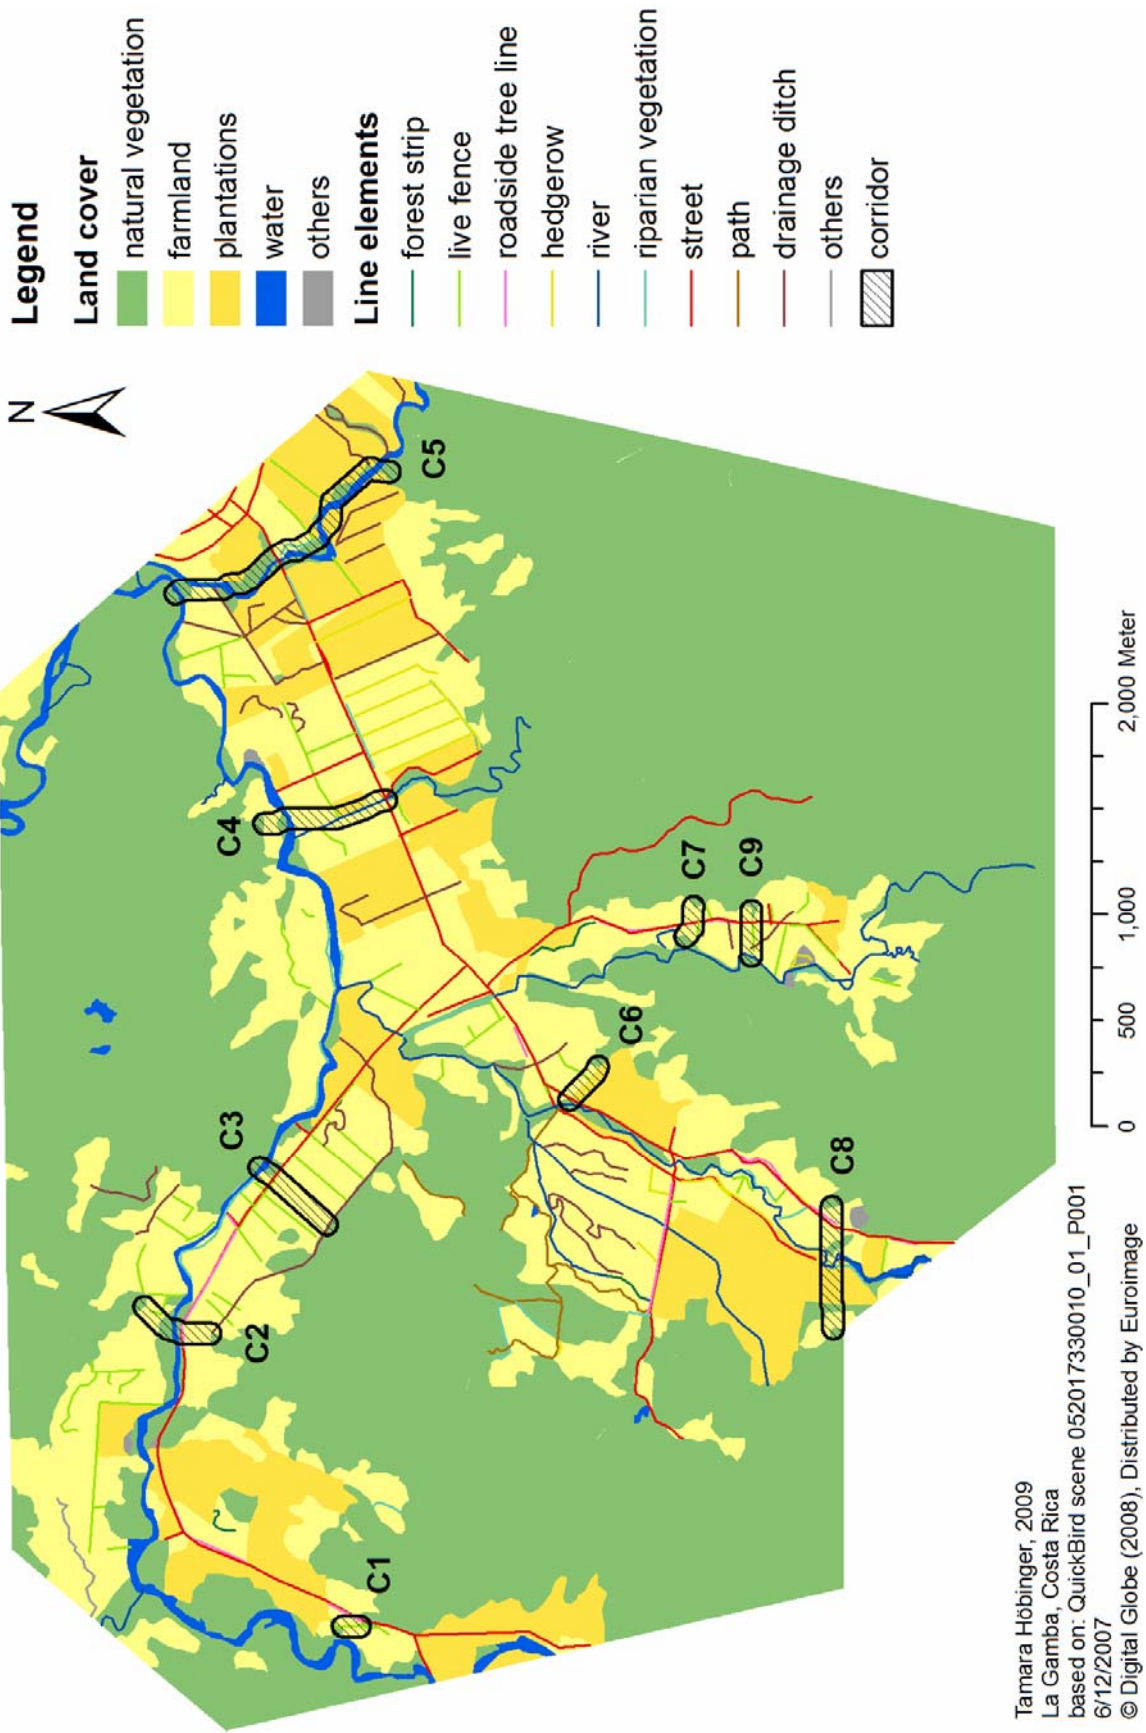 Legend
Land cover
natural vegetation
farmland
plantations
water
others
Line elements
forest strip
live fence
roadside tree line
hedgerow
river
riparian vegetation
street
path
drainage ditch
others
corridor
N
C1
C2
C3
C4
C5
C6
C7
C9
C8
0 500 1,000 2,000 Meter
Tamara Höbinger, 2009
La Gamba, Costa Rica
based on: QuickBird scene 052017330010_01_P001
6/12/2007
© Digital Globe (2008), Distributed by Euroimage